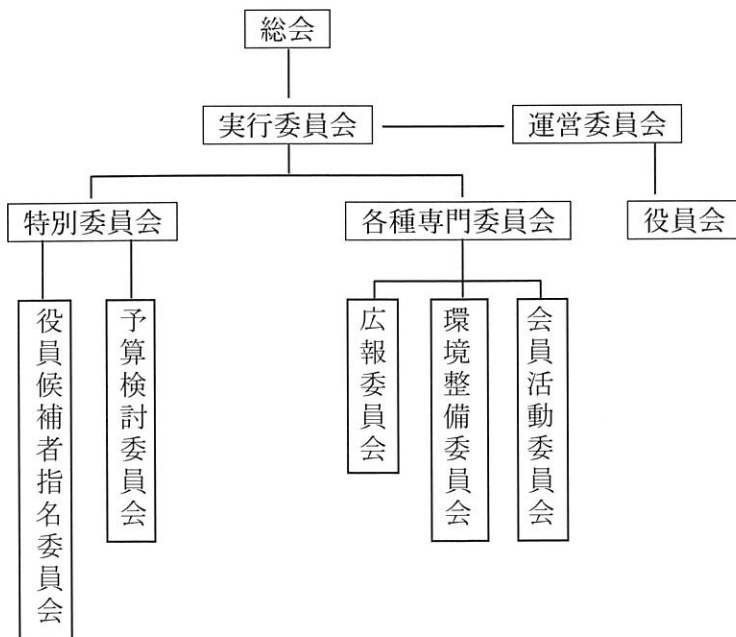 総会
実行委員会
運営委員会
特別委員会
各種専門委員会
役員会
役員候補者指名委員会
予算検討委員会
広報委員会
環境整備委員会
会員活動委員会